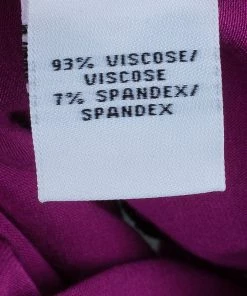 93% VISCOSE/
VISCOSE
7% SPANDEX/
SPANDEX